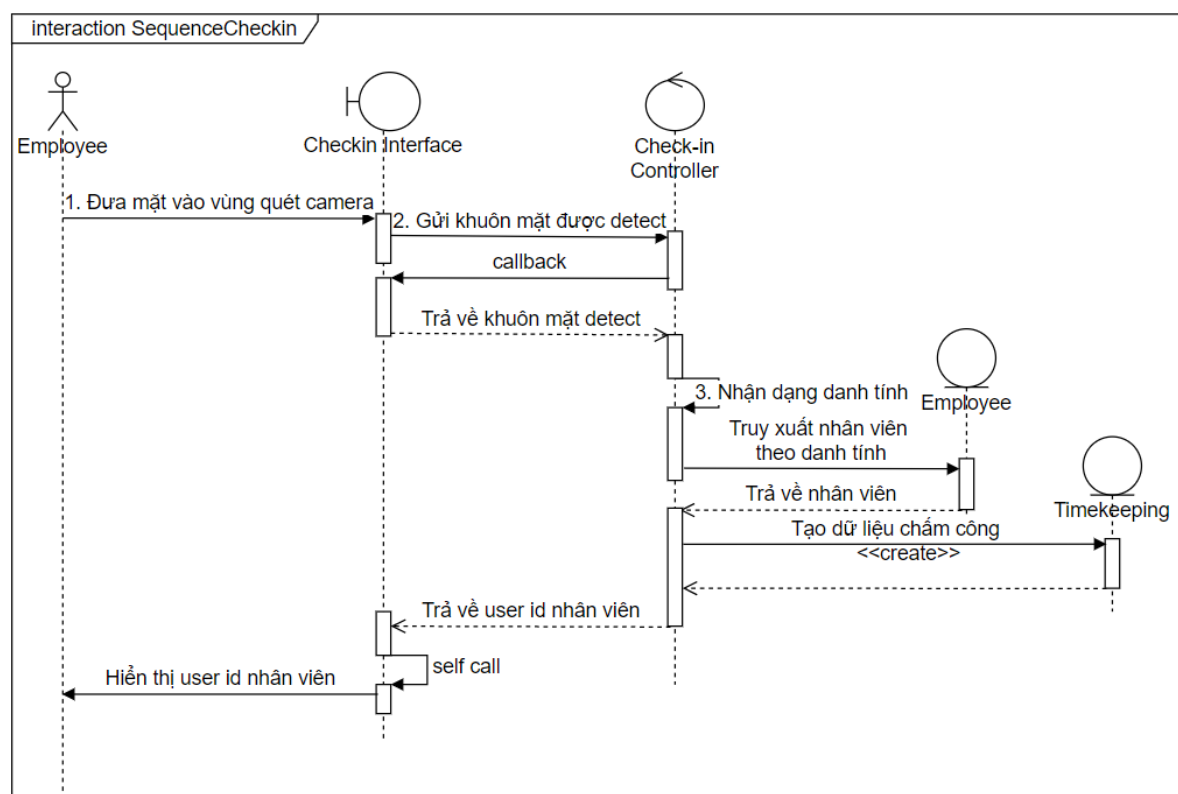 interaction SequenceCheckin
Employee
Checkin Interface
Check-in
Controller
1. Đưa mặt vào vùng quét camera
2. Gửi khuôn mặt được detect
callback
Trả về khuôn mặt detect
3. Nhận dạng danh tính
Employee
Truy xuất nhân viên
theo danh tính
Trả về nhân viên
Timekeeping
Tạo dữ liệu chấm công
<<create>>
Trả về user id nhân viên
self call
Hiển thị user id nhân viên